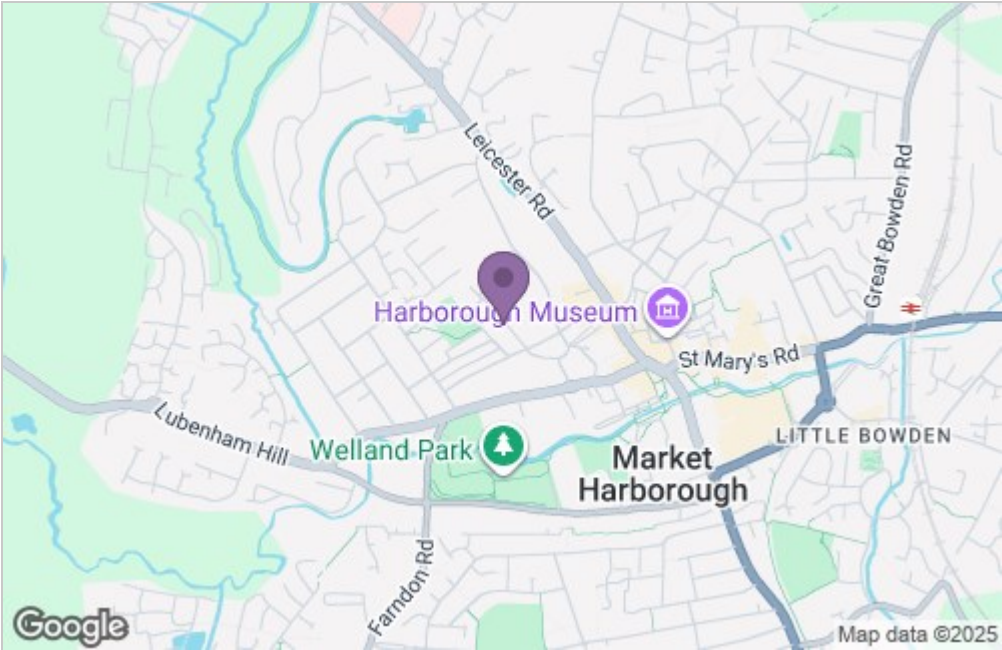 Leicester Rd
Great Bowden Rd
Harborough Museum
St Mary's Rd
Lubenham Hill
Welland Park
LITTLE BOWDEN
Market
Harborough
Farndon Rd
Google
Map data ©2025